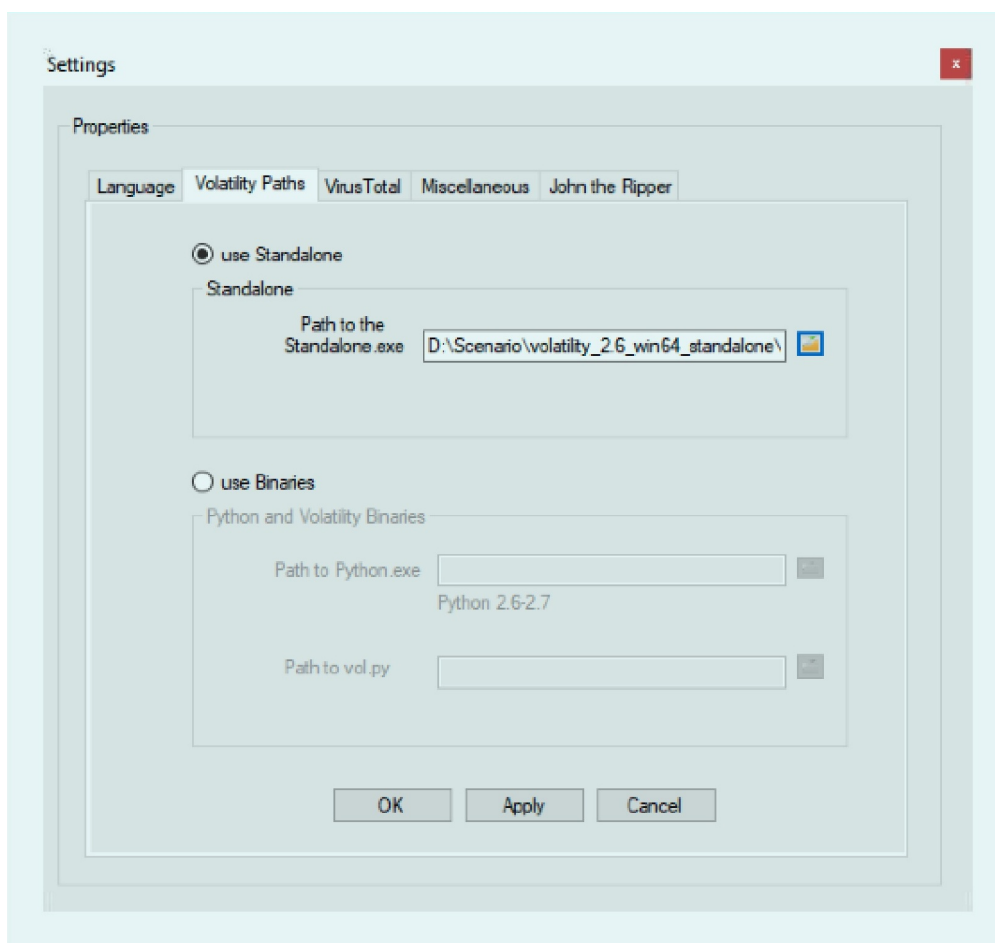 Settings
x
Properties
Language Volatility Paths VirusTotal Miscellaneous John the Ripper
use Standalone
Standalone
Path to the
Standalone.exe D:\Scenario\volatility_2.6_win64_standalone\
use Binaries
Python and Volatility Binaries
Path to Python.exe
Python 2.6-2.7
Path to vol.py
OK Apply Cancel